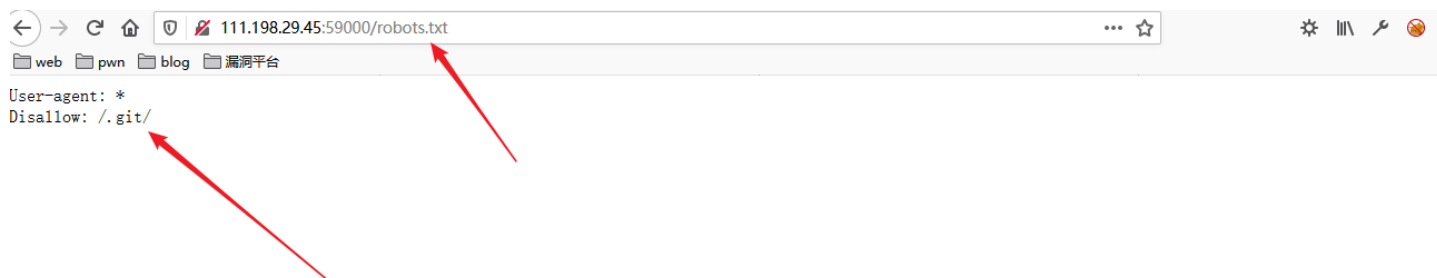 111.198.29.45:59000/robots.txt
web pwn blog 漏洞平台
User-agent: *
Disallow: /.git/